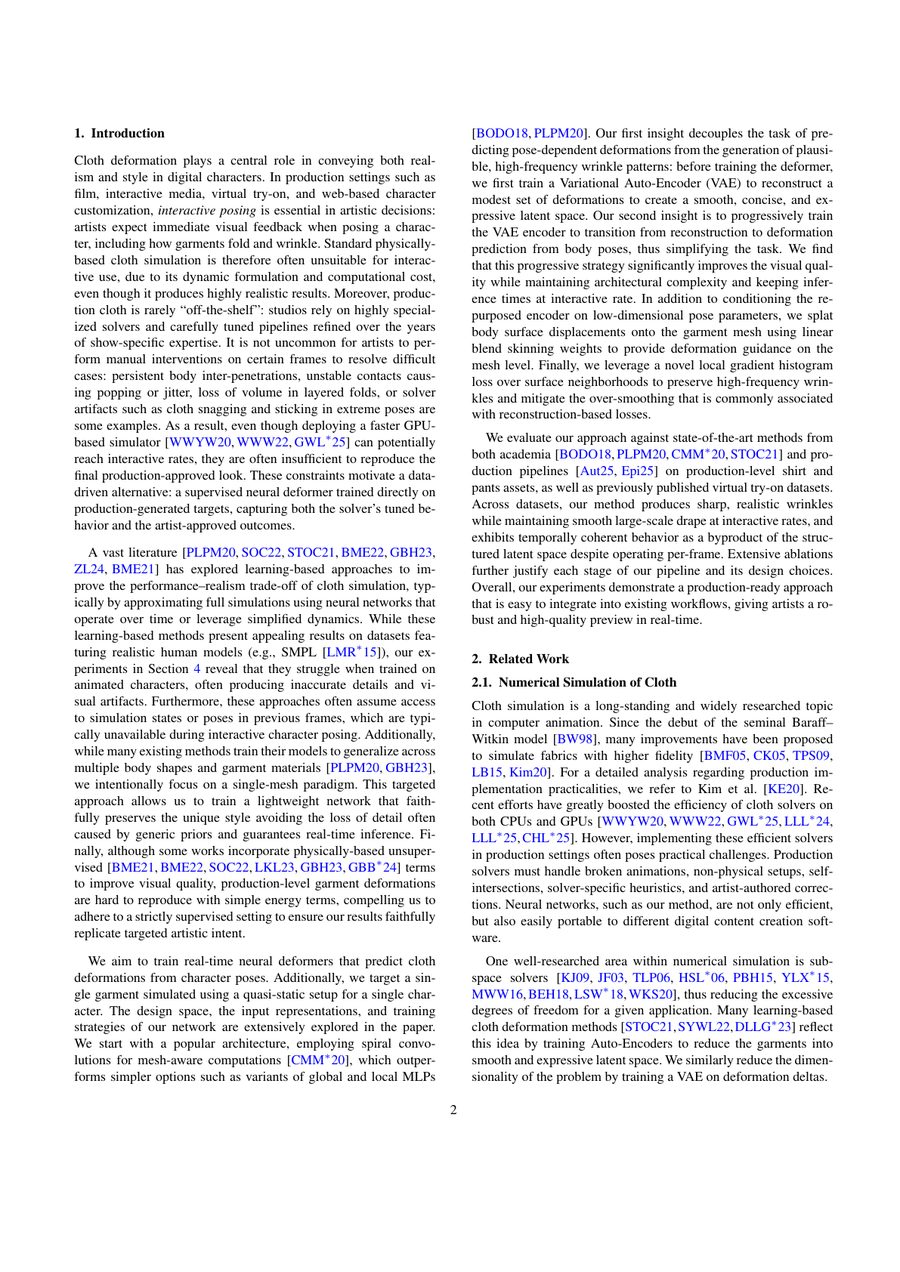 1. Introduction
Cloth deformation plays a central role in conveying both real-
ism and style in digital characters. In production settings such as
film, interactive media, virtual try-on, and web-based character
customization, interactive posing is essential in artistic decisions:
artists expect immediate visual feedback when posing a charac-
ter, including how garments fold and wrinkle. Standard physically-
based cloth simulation is therefore often unsuitable for interac-
tive use, due to its dynamic formulation and computational cost,
even though it produces highly realistic results. Moreover, produc-
tion cloth is rarely “off-the-shelf”: studios rely on highly special-
ized solvers and carefully tuned pipelines refined over the years
of show-specific expertise. It is not uncommon for artists to per-
form manual interventions on certain frames to resolve difficult
cases: persistent body inter-penetrations, unstable contacts caus-
ing popping or jitter, loss of volume in layered folds, or solver
artifacts such as cloth snagging and sticking in extreme poses are
some examples. As a result, even though deploying a faster GPU-
based simulator [WWYW20, WWW22, GWL*25] can potentially
reach interactive rates, they are often insufficient to reproduce the
final production-approved look. These constraints motivate a data-
driven alternative: a supervised neural deformer trained directly on
production-generated targets, capturing both the solver’s tuned be-
havior and the artist-approved outcomes.
A vast literature [PLPM20, SOC22, STOC21, BME22, GBH23,
ZL24, BME21] has explored learning-based approaches to im-
prove the performance–realism trade-off of cloth simulation, typ-
ically by approximating full simulations using neural networks that
operate over time or leverage simplified dynamics. While these
learning-based methods present appealing results on datasets fea-
turing realistic human models (e.g., SMPL [LMR*15]), our ex-
periments in Section 4 reveal that they struggle when trained on
animated characters, often producing inaccurate details and vi-
sual artifacts. Furthermore, these approaches often assume access
to simulation states or poses in previous frames, which are typi-
cally unavailable during interactive character posing. Additionally,
while many existing methods train their models to generalize across
multiple body shapes and garment materials [PLPM20, GBH23],
we intentionally focus on a single-mesh paradigm. This targeted
approach allows us to train a lightweight network that faith-
fully preserves the unique style avoiding the loss of detail often
caused by generic priors and guarantees real-time inference. Fi-
nally, although some works incorporate physically-based unsuper-
vised [BME21, BME22, SOC22, LKL23, GBH23, GBB*24] terms
to improve visual quality, production-level garment deformations
are hard to reproduce with simple energy terms, compelling us to
adhere to a strictly supervised setting to ensure our results faithfully
replicate targeted artistic intent.
We aim to train real-time neural deformers that predict cloth
deformations from character poses. Additionally, we target a sin-
gle garment simulated using a quasi-static setup for a single char-
acter. The design space, the input representations, and training
strategies of our network are extensively explored in the paper.
We start with a popular architecture, employing spiral convo-
lutions for mesh-aware computations [CMM*20], which outper-
forms simpler options such as variants of global and local MLPs
[BODO18, PLPM20]. Our first insight decouples the task of pre-
dicting pose-dependent deformations from the generation of plausi-
ble, high-frequency wrinkle patterns: before training the deformer,
we first train a Variational Auto-Encoder (VAE) to reconstruct a
modest set of deformations to create a smooth, concise, and ex-
pressive latent space. Our second insight is to progressively train
the VAE encoder to transition from reconstruction to deformation
prediction from body poses, thus simplifying the task. We find
that this progressive strategy significantly improves the visual qual-
ity while maintaining architectural complexity and keeping infer-
ence times at interactive rate. In addition to conditioning the re-
purposed encoder on low-dimensional pose parameters, we splat
body surface displacements onto the garment mesh using linear
blend skinning weights to provide deformation guidance on the
mesh level. Finally, we leverage a novel local gradient histogram
loss over surface neighborhoods to preserve high-frequency wrin-
kles and mitigate the over-smoothing that is commonly associated
with reconstruction-based losses.
We evaluate our approach against state-of-the-art methods from
both academia [BODO18, PLPM20, CMM*20, STOC21] and pro-
duction pipelines [Aut25, Epi25] on production-level shirt and
pants assets, as well as previously published virtual try-on datasets.
Across datasets, our method produces sharp, realistic wrinkles
while maintaining smooth large-scale drape at interactive rates, and
exhibits temporally coherent behavior as a byproduct of the struc-
tured latent space despite operating per-frame. Extensive ablations
further justify each stage of our pipeline and its design choices.
Overall, our experiments demonstrate a production-ready approach
that is easy to integrate into existing workflows, giving artists a ro-
bust and high-quality preview in real-time.
2. Related Work
2.1. Numerical Simulation of Cloth
Cloth simulation is a long-standing and widely researched topic
in computer animation. Since the debut of the seminal Baraff–
Witkin model [BW98], many improvements have been proposed
to simulate fabrics with higher fidelity [BMF05, CK05, TPS09,
LB15, Kim20]. For a detailed analysis regarding production im-
plementation practicalities, we refer to Kim et al. [KE20]. Re-
cent efforts have greatly boosted the efficiency of cloth solvers on
both CPUs and GPUs [WWYW20, WWW22, GWL*25, LLL*24,
LLL*25, CHL*25]. However, implementing these efficient solvers
in production settings often poses practical challenges. Production
solvers must handle broken animations, non-physical setups, self-
intersections, solver-specific heuristics, and artist-authored correc-
tions. Neural networks, such as our method, are not only efficient,
but also easily portable to different digital content creation soft-
ware.
One well-researched area within numerical simulation is sub-
space solvers [KJ09, JF03, TLP06, HSL*06, PBH15, YLX*15,
MWW16, BEH18, LSW*18, WKS20], thus reducing the excessive
degrees of freedom for a given application. Many learning-based
cloth deformation methods [STOC21, SYWL22, DLLG*23] reflect
this idea by training Auto-Encoders to reduce the garments into
smooth and expressive latent space. We similarly reduce the dimen-
sionality of the problem by training a VAE on deformation deltas.
2